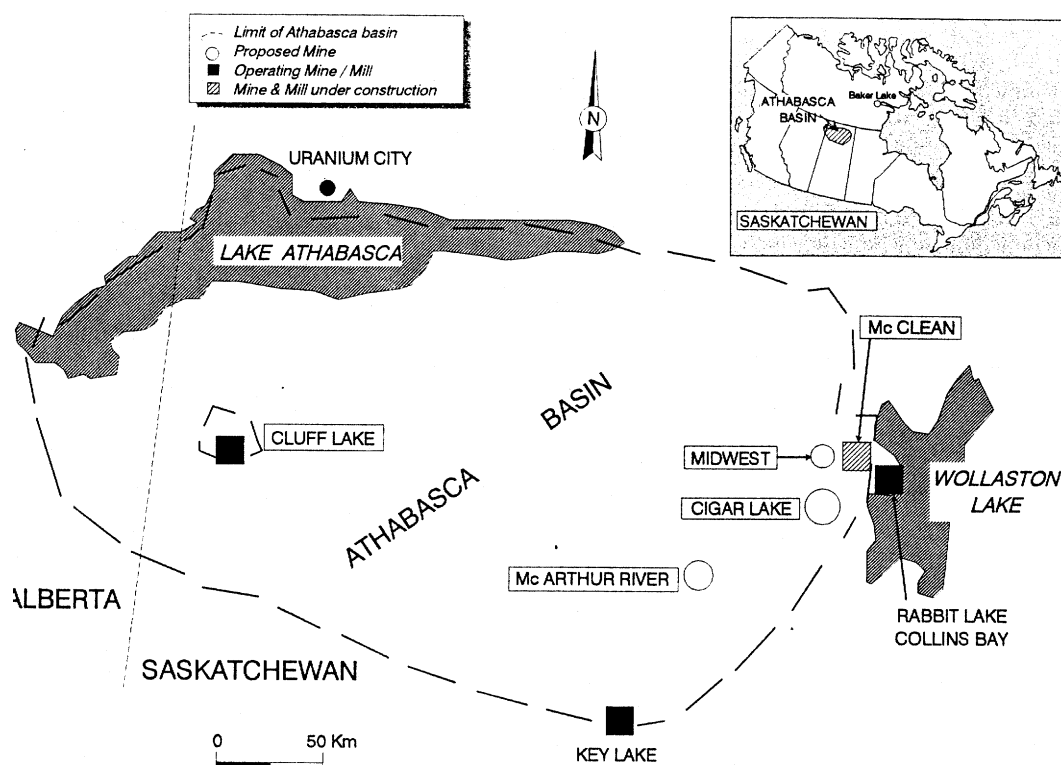 Limit of Athabasca basin
Proposed Mine
Operating Mine / Mill
Mine & Mill under construction
N
Baker Lake
ATHABASCA
BASIN
SASKATCHEWAN
URANIUM CITY
LAKE ATHABASCA
Mc CLEAN
BASIN
CLUFF LAKE
MIDWEST
WOLLASTON
LAKE
CIGAR LAKE
ATHABASCA
Mc ARTHUR RIVER
ALBERTA
RABBIT LAKE
COLLINS BAY
SASKATCHEWAN
0 50 Km
KEY LAKE